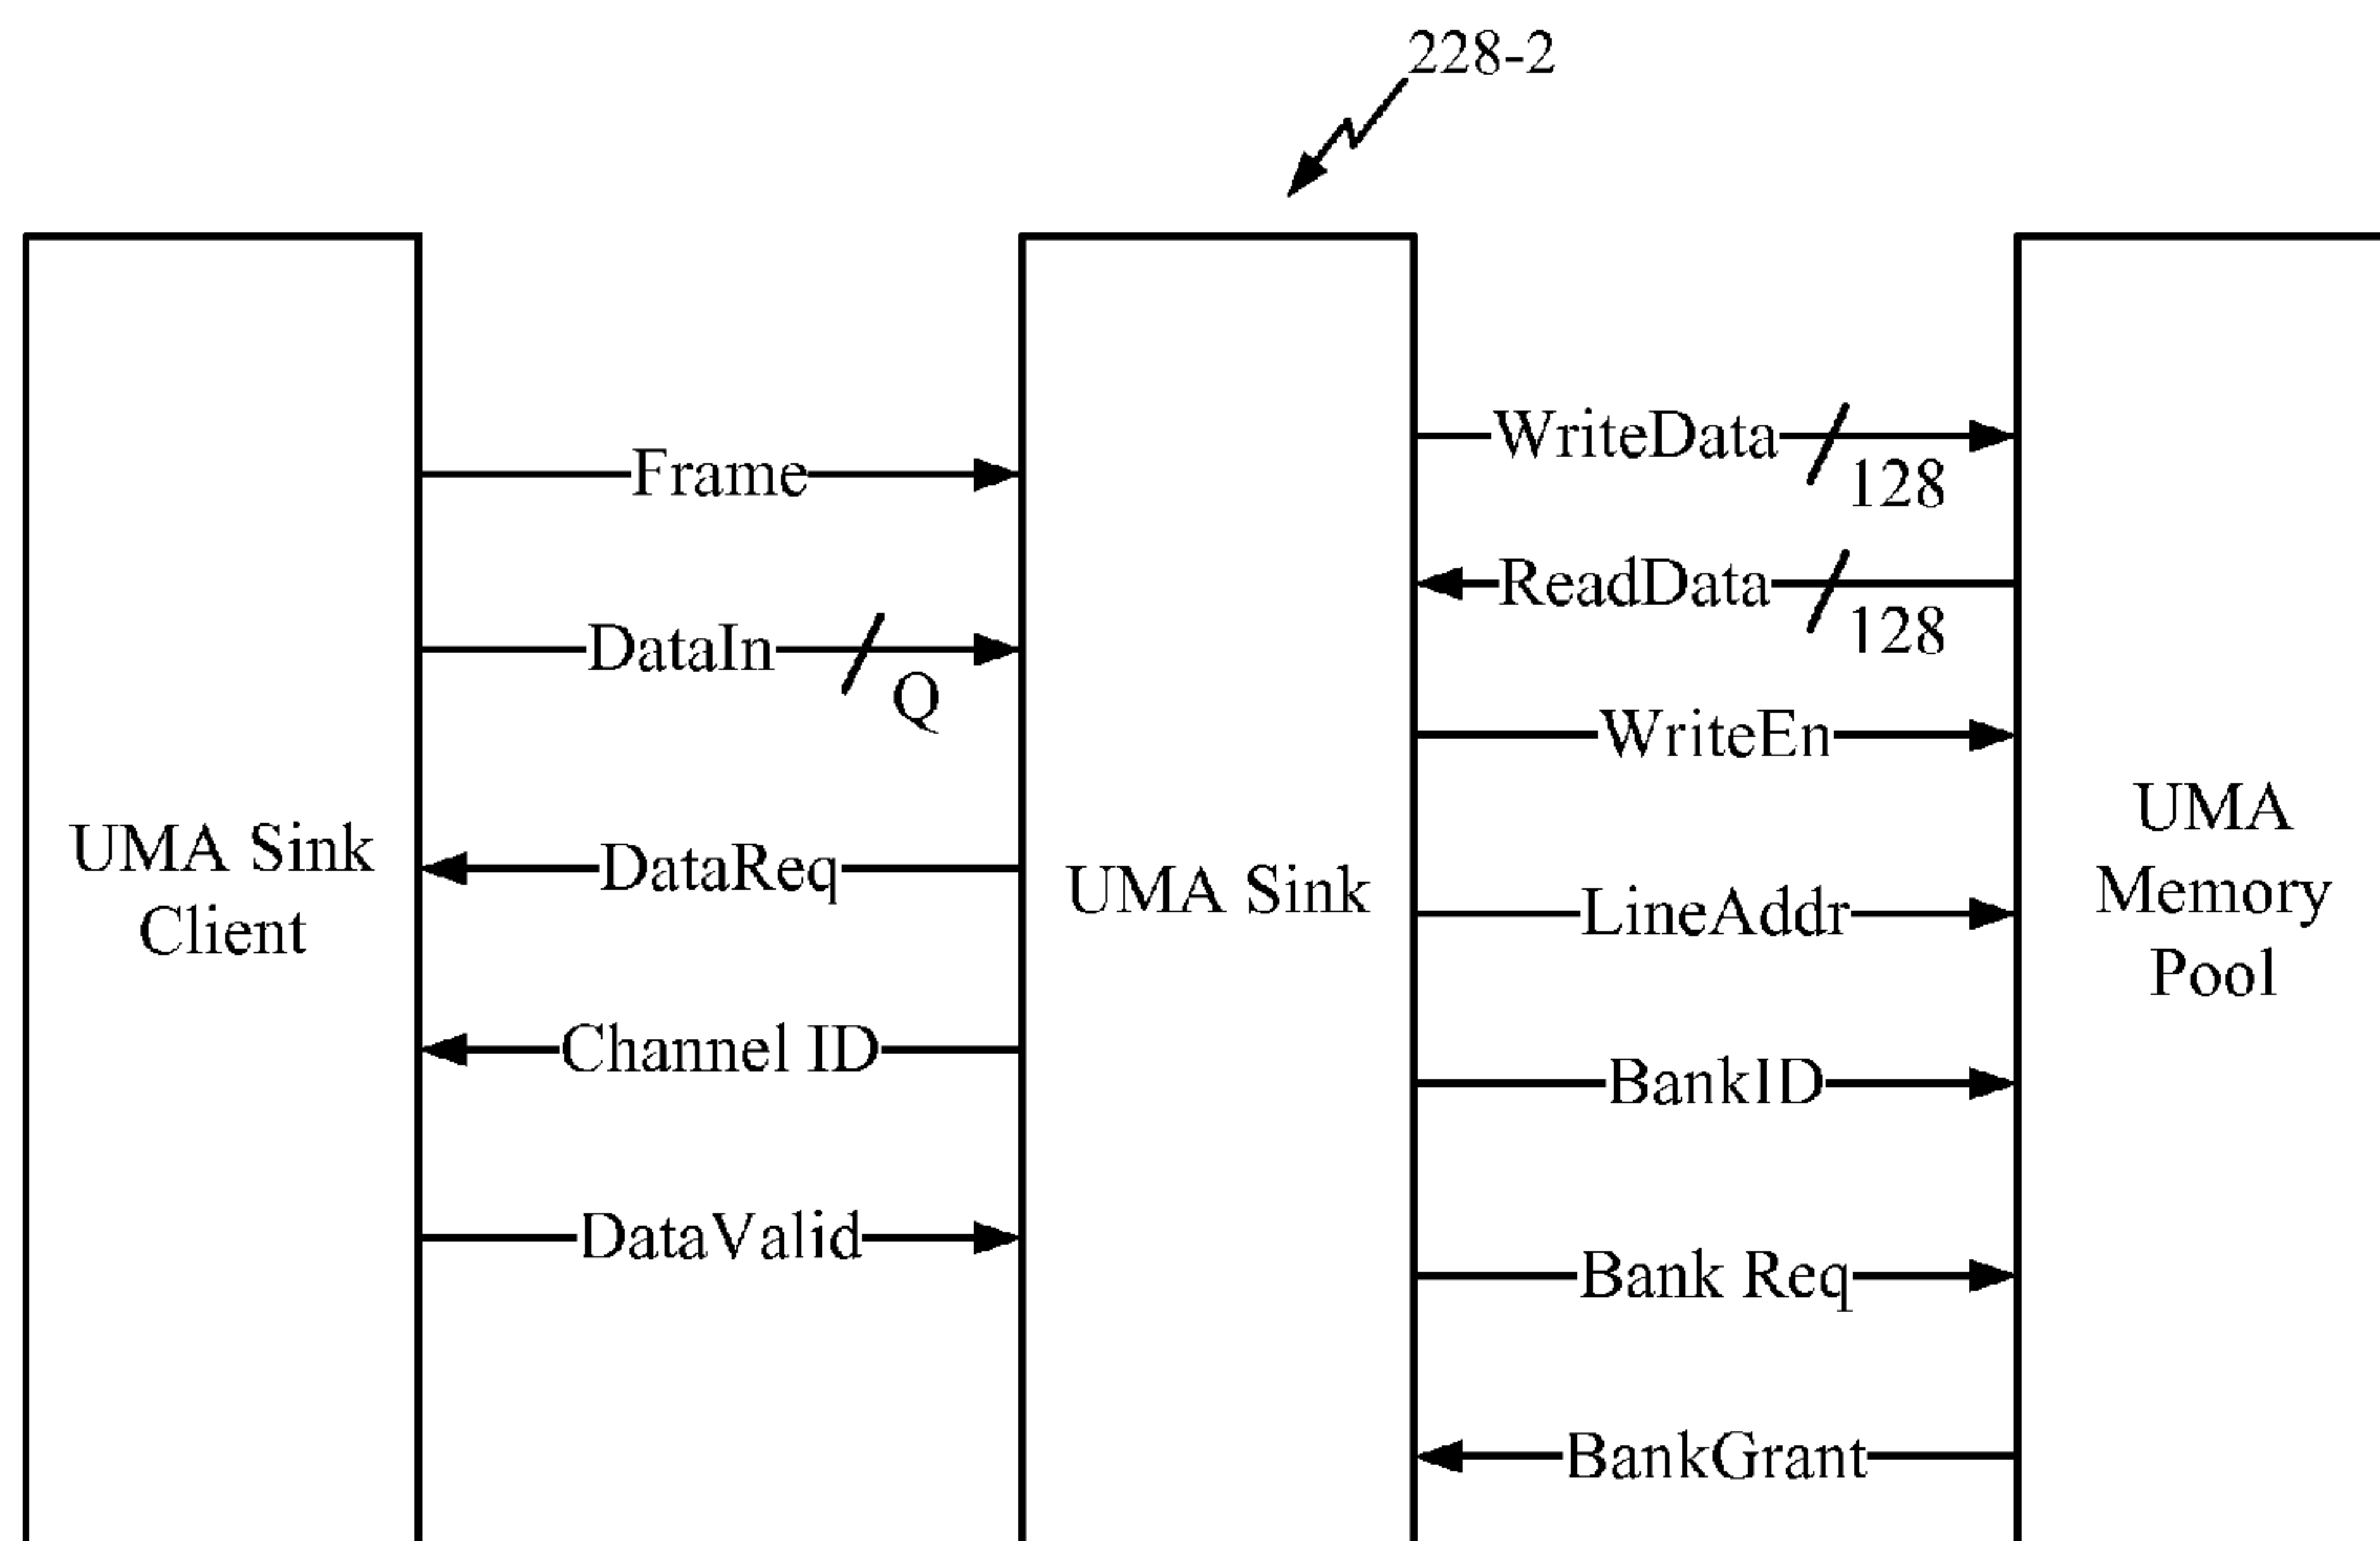 228-2
UMA Sink
Client
Frame
DataIn
Q
DataReq
Channel ID
DataValid
UMA Sink
WriteData
128
ReadData
128
WriteEn
LineAddr
BankID
Bank Req
BankGrant
UMA
Memory
Pool